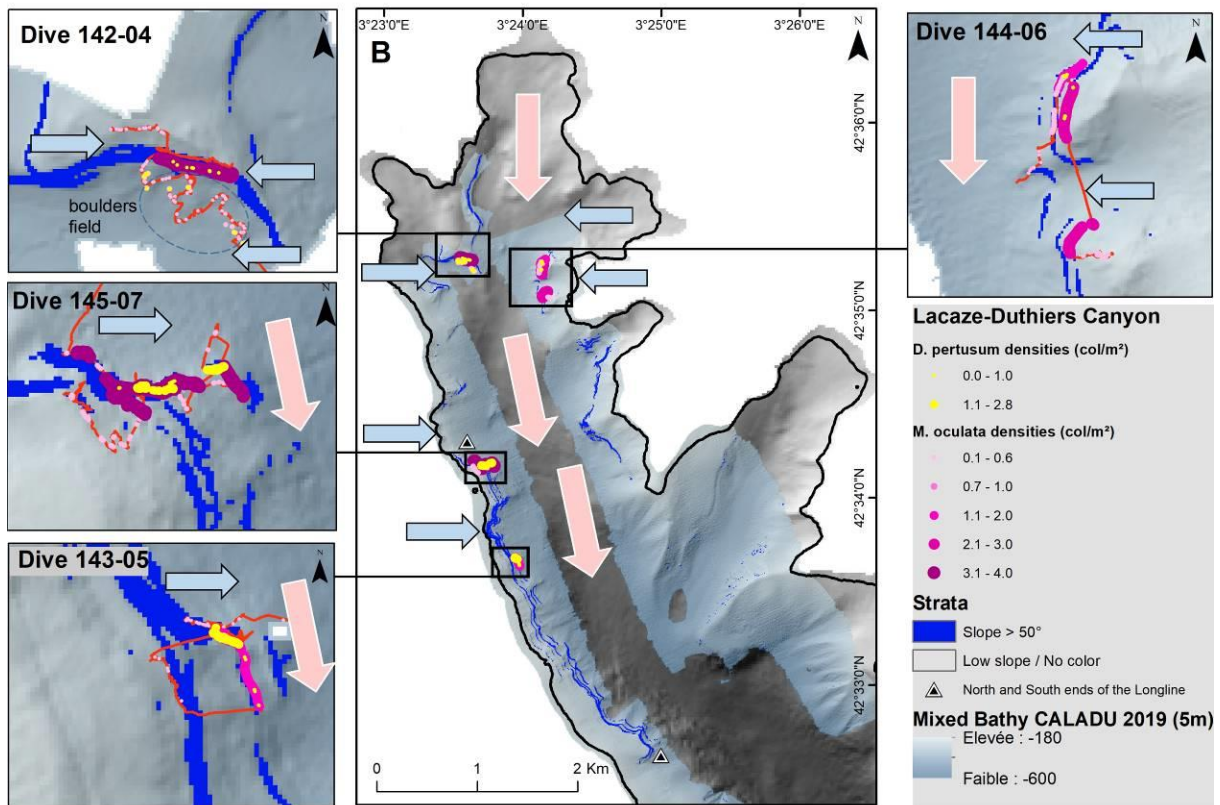 Dive 142-04
N
boulders
field
Dive 145-07
N
Dive 143-05
N
3°23'0"E
3°24'0"E
3°25'0"E
3°26'0"E
B
N
42°36'0"N
42°35'0"N
42°34'0"N
42°33'0"N
0 1 2 Km
Dive 144-06
N
Lacaze-Duthiers Canyon
D. pertusum densities (col/m²)
0.0 - 1.0
1.1 - 2.8
M. oculata densities (col/m²)
0.1 - 0.6
0.7 - 1.0
1.1 - 2.0
2.1 - 3.0
3.1 - 4.0
Strata
Slope > 50°
Low slope / No color
North and South ends of the Longline
Mixed Bathy CALADU 2019 (5m)
Elevée : -180
Faible : -600